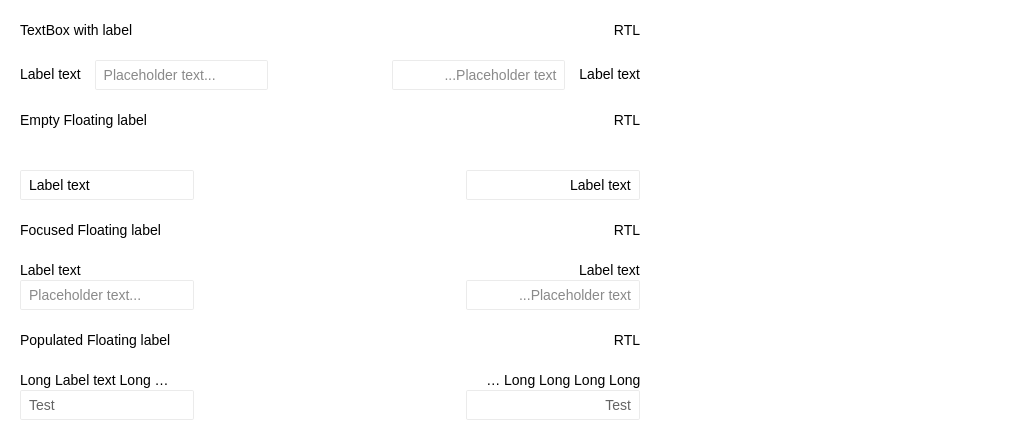 TextBox with label
RTL
Label text
Placeholder text...
...Placeholder text
Label text
Empty Floating label
RTL
Label text
Label text
Focused Floating label
RTL
Label text
Label text
Placeholder text...
...Placeholder text
Populated Floating label
RTL
Long Label text Long …
… Long Long Long Long
Test
Test